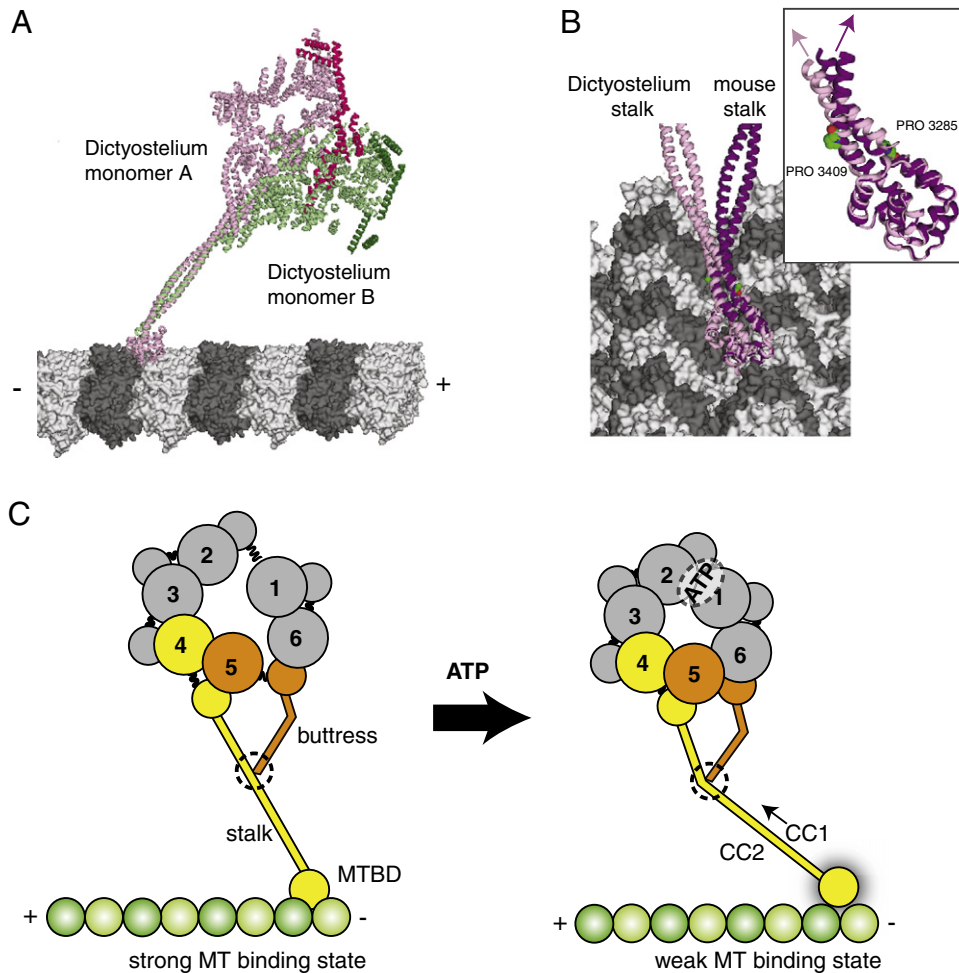 A
Dictyostelium
monomer A
Dictyostelium
monomer B
-
+
B
Dictyostelium
stalk
mouse
stalk
PRO 3285
PRO 3409
C
2
1
3
6
4
5
buttress
stalk
MTBD
+
-
strong MT binding state
ATP
2
ATP
1
3
6
4
5
CC1
CC2
+
-
weak MT binding state